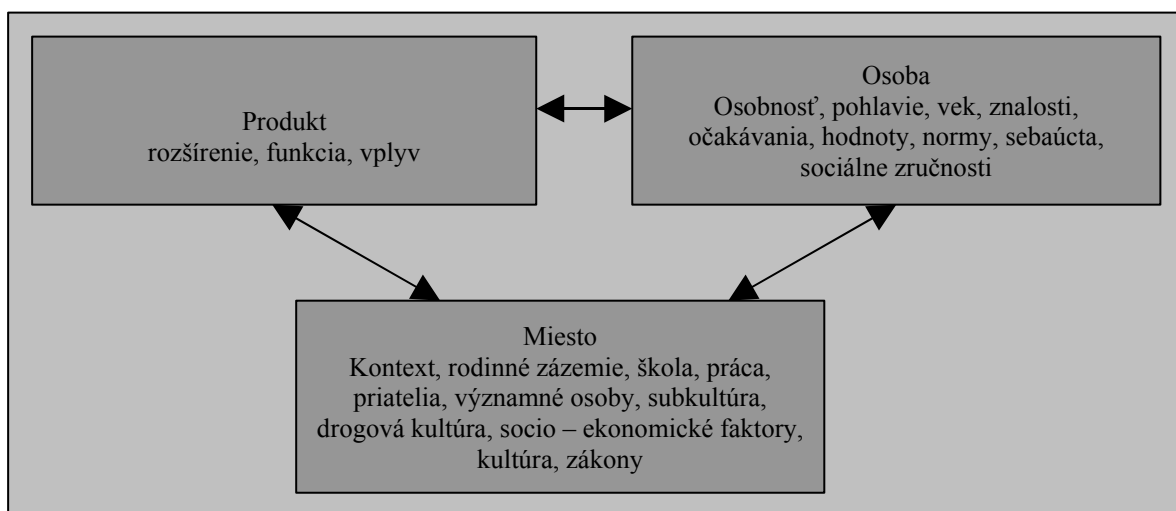 Produkt
rozšírenie, funkcia, vplyv
Osoba
Osobnosť, pohlavie, vek, znalosti,
očakávania, hodnoty, normy, sebaúcta,
sociálne zručnosti
Miesto
Kontext, rodinné zázemie, škola, práca,
priatelia, významné osoby, subkultúra,
drogová kultúra, socio – ekonomické faktory,
kultúra, zákony